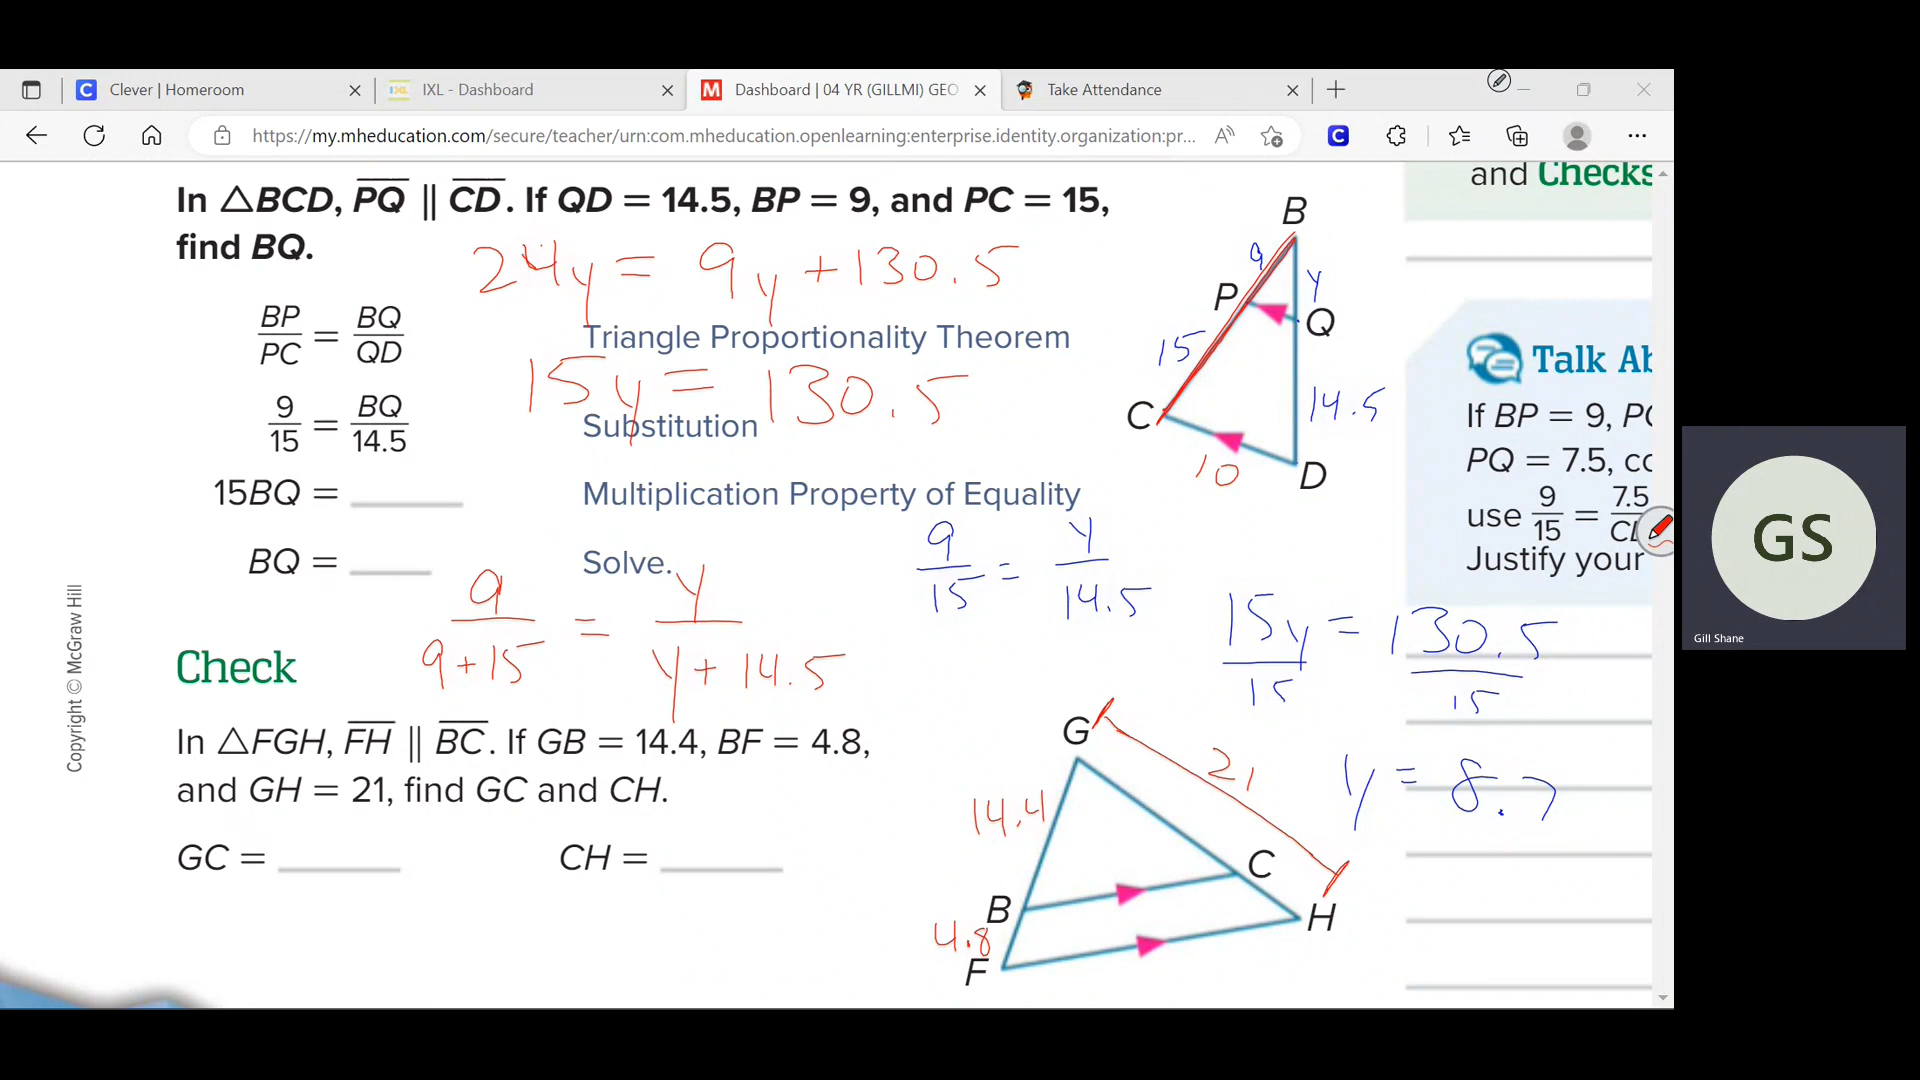 Clever | Homeroom
IXL - Dashboard
Dashboard | 04 YR (GILLMI) GEO
Take Attendance
https://my.mheducation.com/secure/teacher/urn:com.mheducation.openlearning:enterprise.identity.organization:pr...
In △BCD, PQ || CD. If QD = 14.5, BP = 9, and PC = 15,
find BQ.
24y = 9y + 130.5
BP/PC = BQ/QD
Triangle Proportionality Theorem
15y = 130.5
9/15 = BQ/14.5
Substitution
15BQ = ______
Multiplication Property of Equality
BQ = ______
Solve.
9/15 = y/14.5
9/9+15 = y/y+14.5
15y/15 = 130.5/15
y = 8.7
B
9
y
P
Q
15
C
14.5
10
D
Check
In △FGH, FH || BC. If GB = 14.4, BF = 4.8,
and GH = 21, find GC and CH.
GC = ______
CH = ______
G
21
14.4
C
B
H
4.8
F
Copyright © McGraw Hill
and Checks
Talk Ab
If BP = 9, PC
PQ = 7.5, co
use 9/15 = 7.5/CD
Justify your
GS
Gill Shane